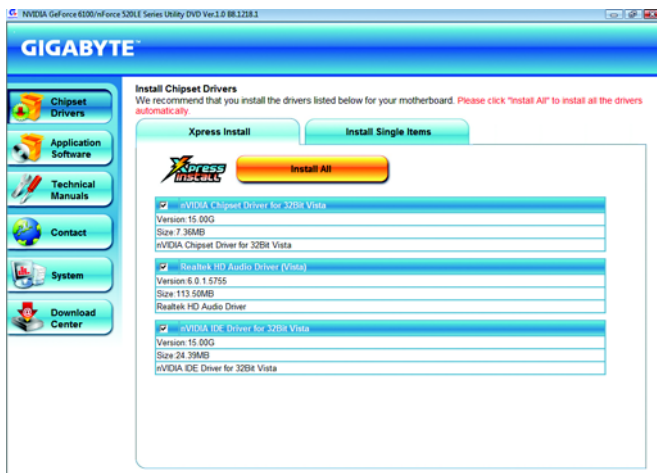 NVIDIA GeForce 6100/nForce 520LE Series Utility DVD Ver.1.0 B8.1218.1
GIGABYTE™
Chipset
Drivers
Application
Software
Technical
Manuals
Contact
System
Download
Center
Install Chipset Drivers
We recommend that you install the drivers listed below for your motherboard. Please click "Install All" to install all the drivers
automatically.
Xpress Install
Install Single Items
Xpress
INSTALL
Install All
nVIDIA Chipset Driver for 32Bit Vista
Version:15.00G
Size:7.36MB
nVIDIA Chipset Driver for 32Bit Vista
Realtek HD Audio Driver (Vista)
Version:6.0.1.5755
Size:113.50MB
Realtek HD Audio Driver
nVIDIA IDE Driver for 32Bit Vista
Version:15.00G
Size:24.39MB
nVIDIA IDE Driver for 32Bit Vista